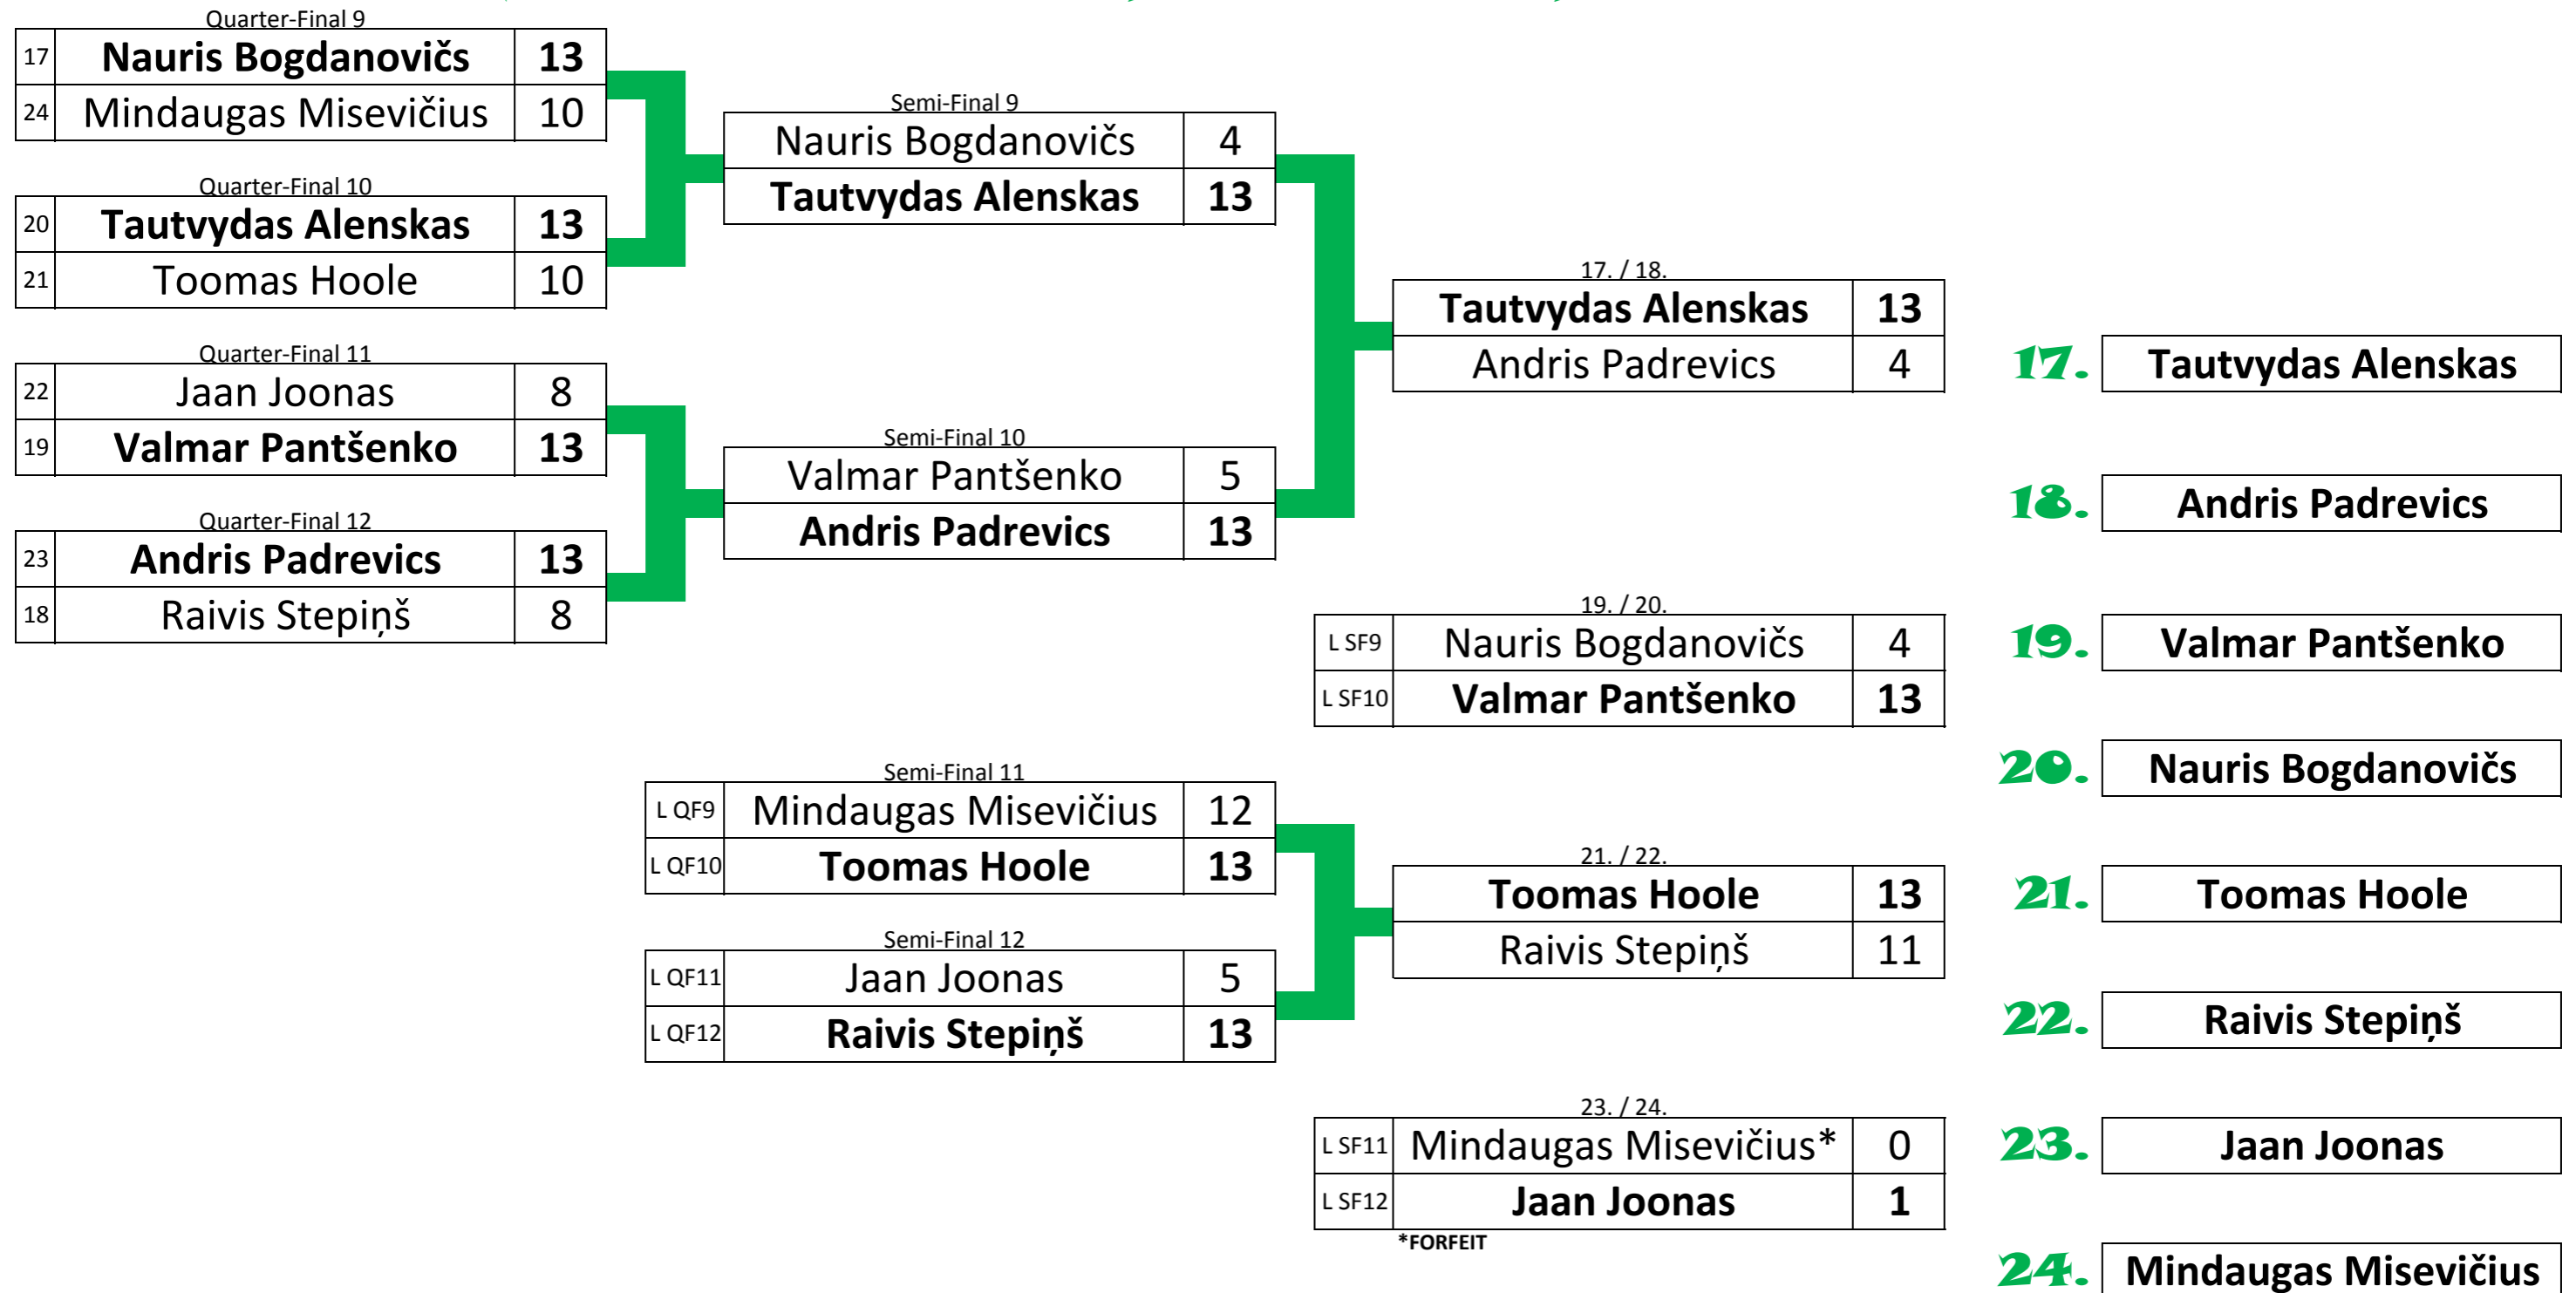 Quarter-Final 9
17 Nauris Bogdanovičs 13
24 Mindaugas Misevičius 10
Quarter-Final 10
20 Tautvydas Alenskas 13
21 Toomas Hoole 10
Quarter-Final 11
22 Jaan Joonas 8
19 Valmar Pantšenko 13
Quarter-Final 12
23 Andris Padrevics 13
18 Raivis Stepiņš 8
Semi-Final 9
Nauris Bogdanovičs 4
Tautvydas Alenskas 13
Semi-Final 10
Valmar Pantšenko 5
Andris Padrevics 13
Semi-Final 11
L QF9 Mindaugas Misevičius 12
L QF10 Toomas Hoole 13
Semi-Final 12
L QF11 Jaan Joonas 5
L QF12 Raivis Stepiņš 13
17. / 18.
Tautvydas Alenskas 13
Andris Padrevics 4
19. / 20.
L SF9 Nauris Bogdanovičs 4
L SF10 Valmar Pantšenko 13
21. / 22.
Toomas Hoole 13
Raivis Stepiņš 11
23. / 24.
L SF11 Mindaugas Misevičius* 0
L SF12 Jaan Joonas 1
*FORFEIT
17. Tautvydas Alenskas
18. Andris Padrevics
19. Valmar Pantšenko
20. Nauris Bogdanovičs
21. Toomas Hoole
22. Raivis Stepiņš
23. Jaan Joonas
24. Mindaugas Misevičius